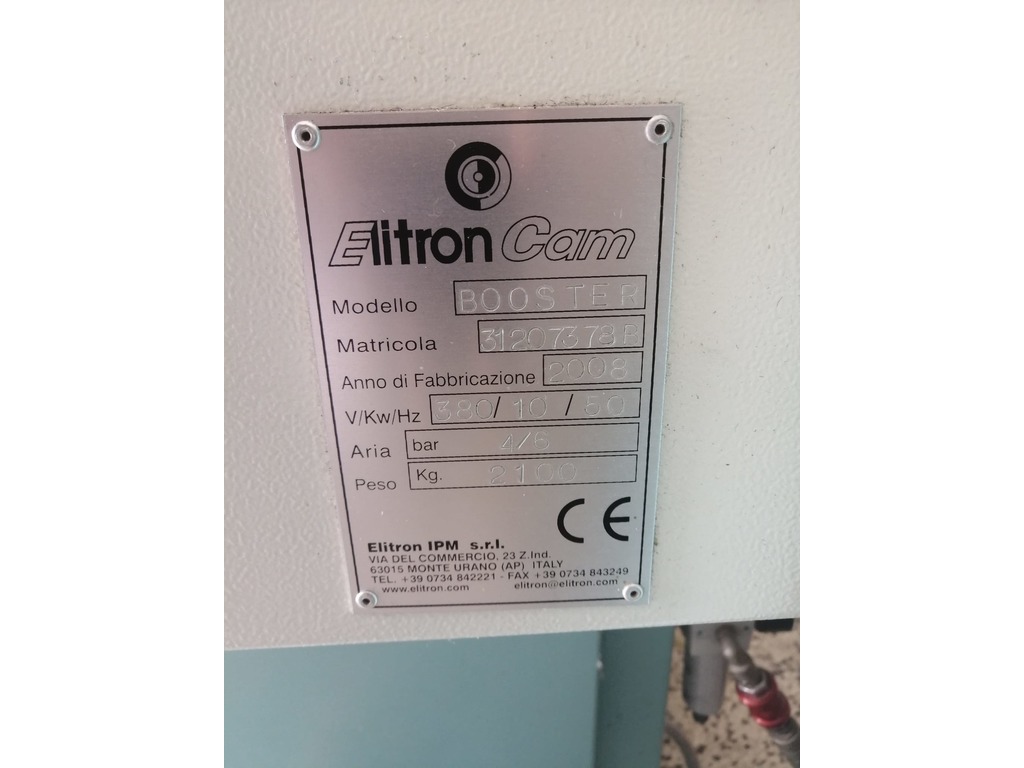 Elitron Cam
Modello BOOSTER
Matricola 31207378B
Anno di Fabbricazione 2008
V/Kw/Hz 380/10/50
Aria bar 4/6
Peso Kg. 2100
CE
Elitron IPM s.r.l.
VIA DEL COMMERCIO, 23 Z.Ind.
63015 MONTE URANO (AP) ITALY
TEL. +39 0734 842221 - FAX +39 0734 843249
www.elitron.com elitron@elitron.com